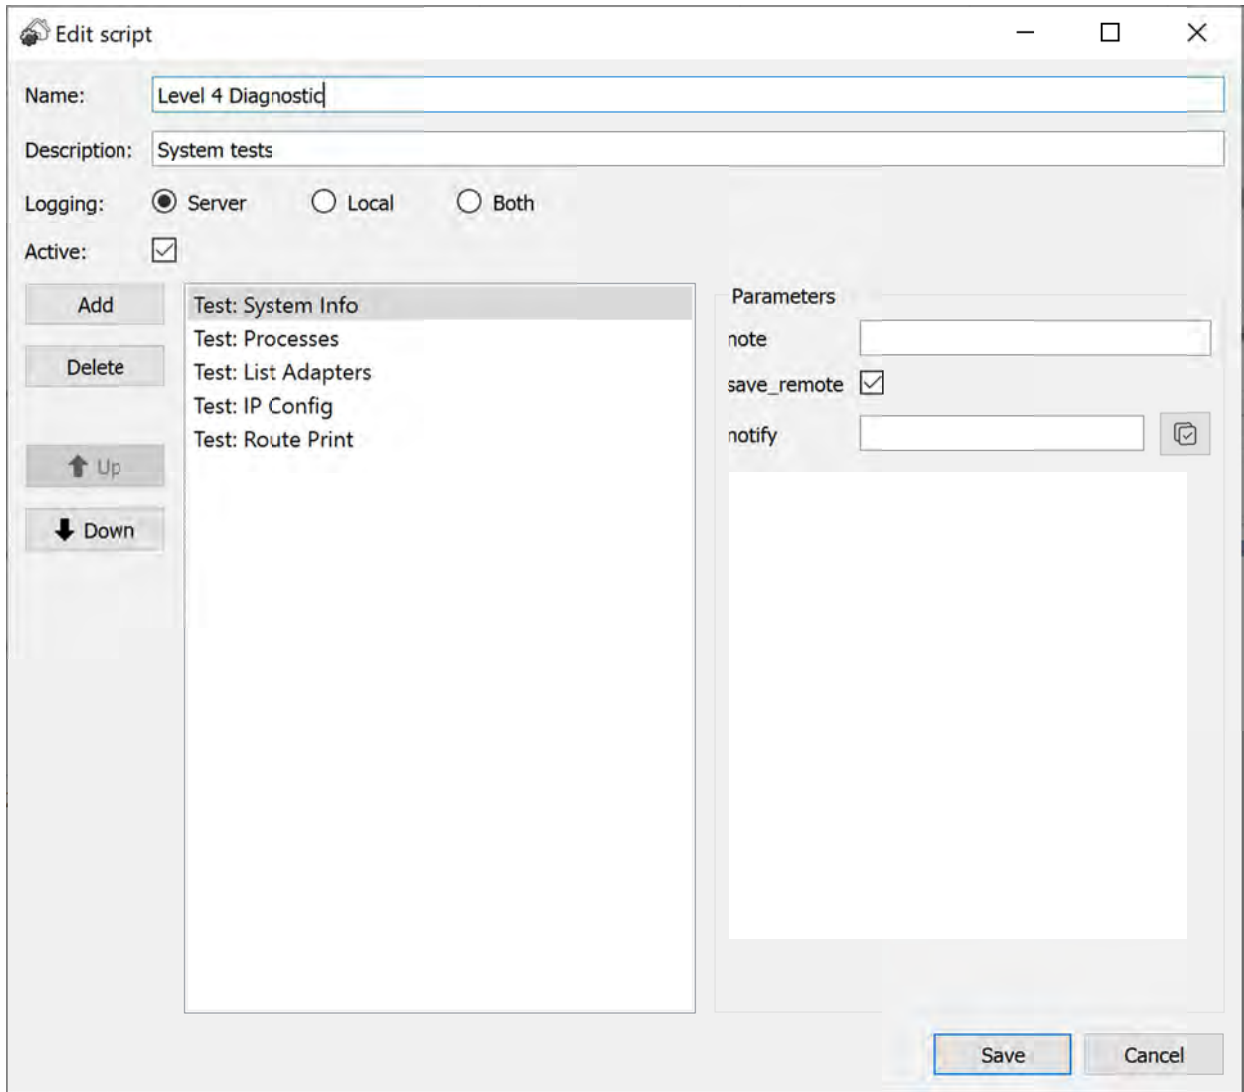 Edit script
Name: Level 4 Diagnostic
Description: System tests
Logging: Server Local Both
Active:
Add
Delete
Up
Down
Test: System Info
Test: Processes
Test: List Adapters
Test: IP Config
Test: Route Print
Parameters
note
save_remote
notify
Save Cancel